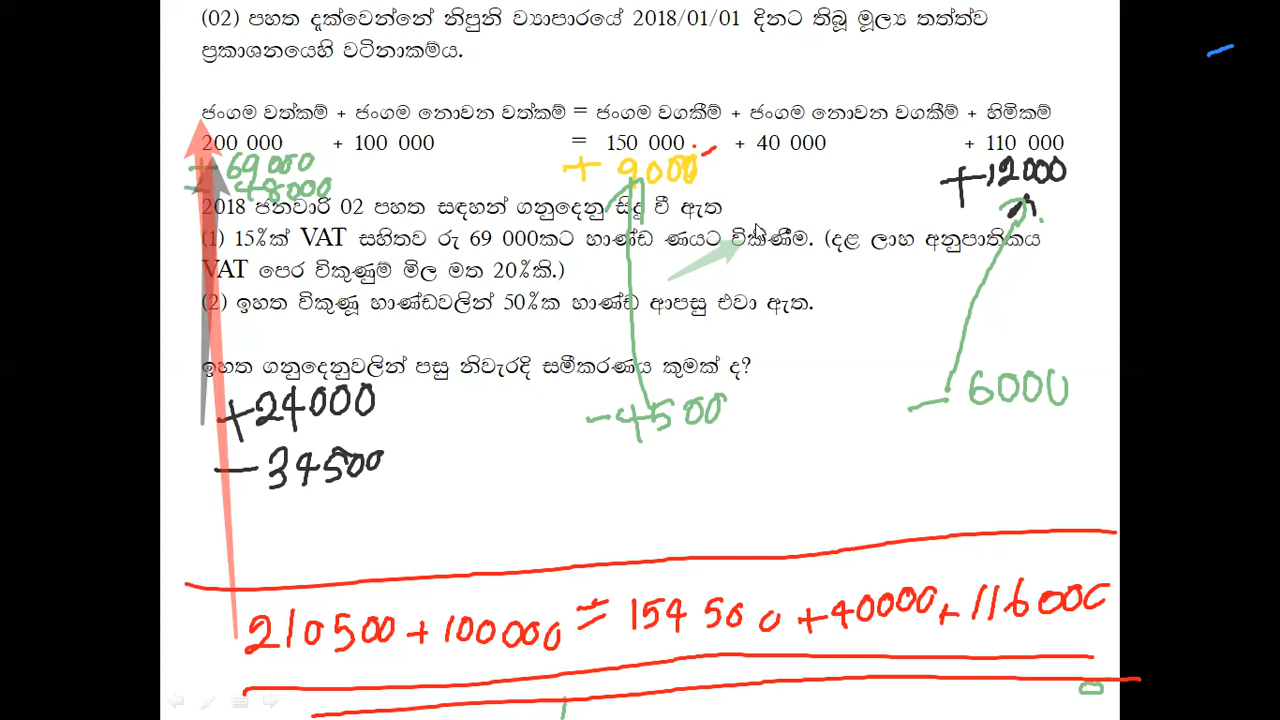 (02) පහත දැක්වෙන්නේ නිපුනි ව්‍යාපාරයේ 2018/01/01 දිනට තිබූ මූල්‍ය තත්ත්ව
ප්‍රකාශනයෙහි වටිනාකම්ය.
ජංගම වත්කම් + ජංගම නොවන වත්කම් = ජංගම වගකීම් + ජංගම නොවන වගකීම් + හිමිකම්
200 000 + 100 000 = 150 000 + 40 000 + 110 000
+ 69000 + 9000 + 12000
- 48000
2018 ජනවාරි 02 පහත සඳහන් ගනුදෙනු සිදු වී ඇත
(1) 15%ක් VAT සහිතව රු 69 000කට භාණ්ඩ ණයට විකිණීම. (දළ ලාභ අනුපාතිකය
VAT පෙර විකුණුම් මිල මත 20%කි.)
(2) ඉහත විකුණූ භාණ්ඩවලින් 50%ක භාණ්ඩ ආපසු එවා ඇත.
ඉහත ගනුදෙනුවලින් පසු නිවැරදි සමීකරණය කුමක් ද?
+24000 - 4500 - 6000
- 34500
210500 + 100000 = 154500 + 40000 + 116000